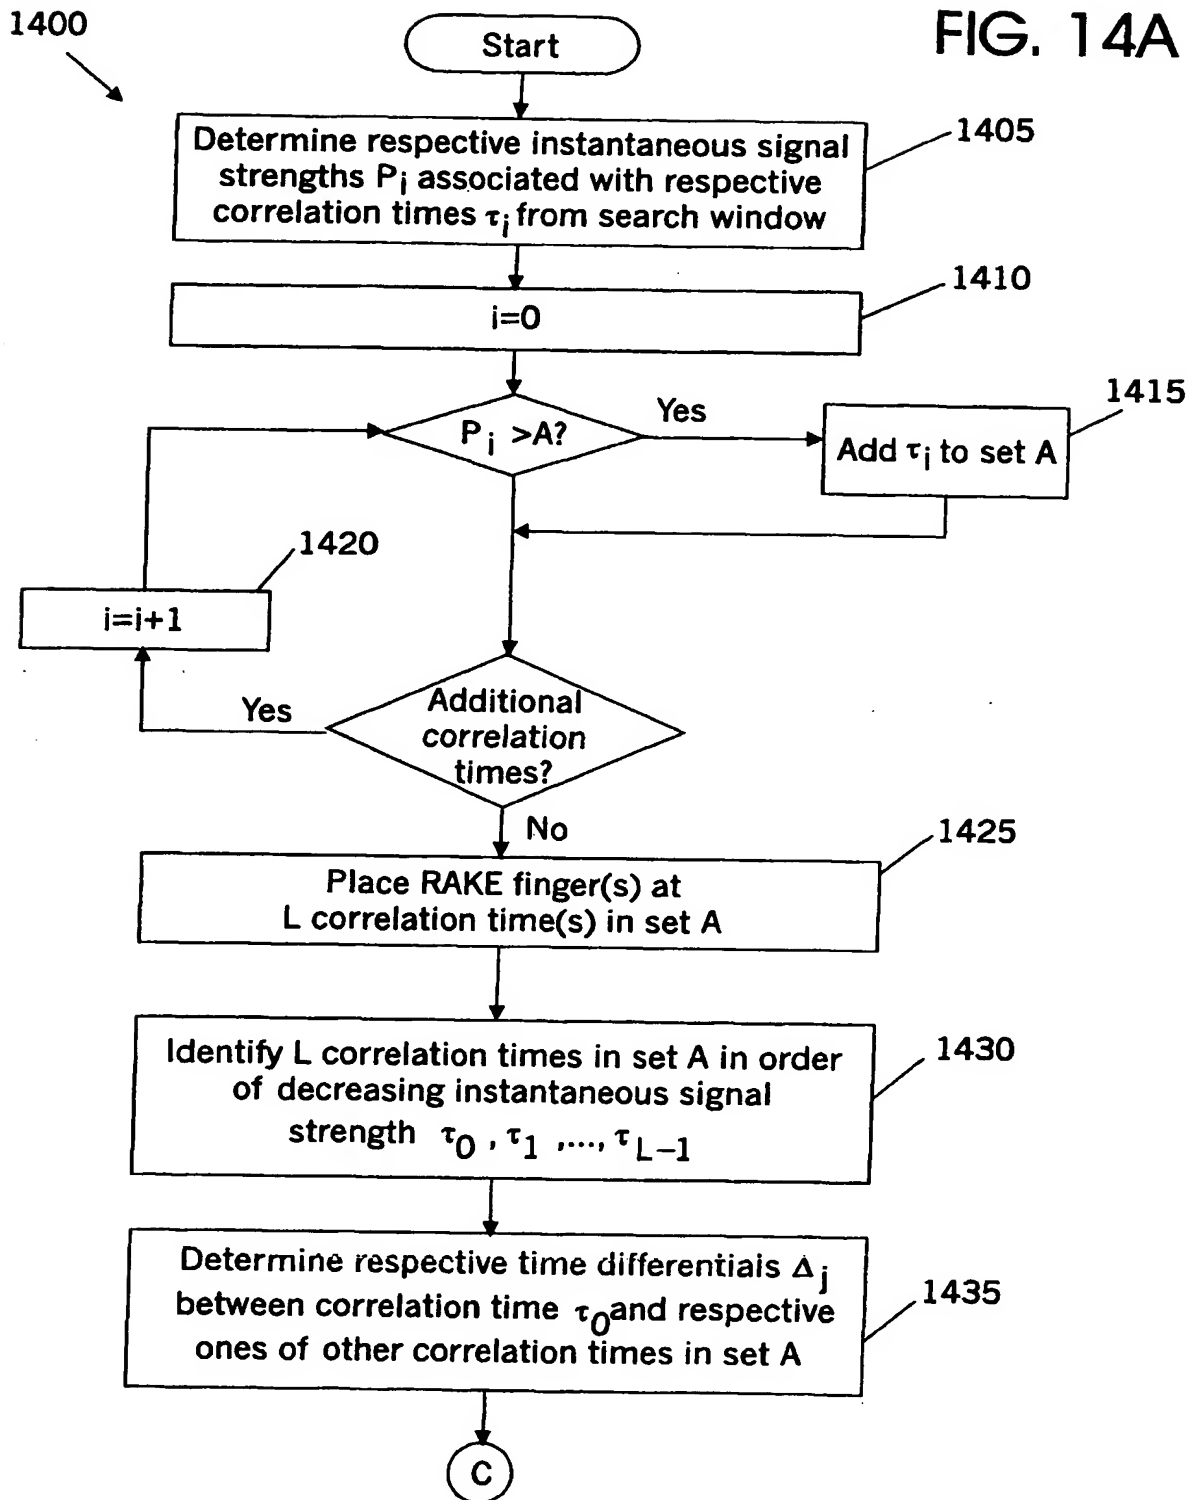 1400
FIG. 14A
Start
Determine respective instantaneous signal
strengths Pi associated with respective
correlation times τi from search window
1405
i=0
1410
Pi >A?
Yes
Add τi to set A
1415
1420
i=i+1
Yes
Additional
correlation
times?
No
Place RAKE finger(s) at
L correlation time(s) in set A
1425
Identify L correlation times in set A in order
of decreasing instantaneous signal
strength τ0 , τ1 ,..., τL−1
1430
Determine respective time differentials Δj
between correlation time τ0 and respective
ones of other correlation times in set A
1435
C